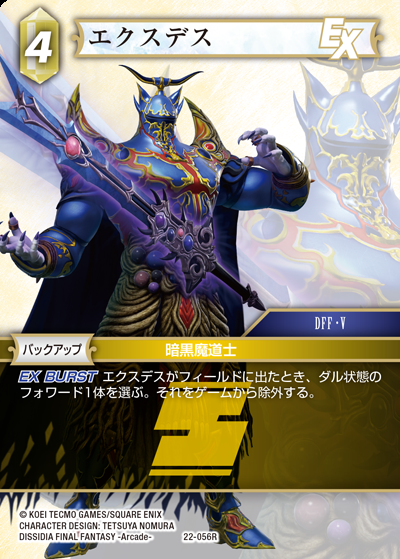 4
エクスデス
EX
DFF・V
バックアップ
暗黒魔道士
EX BURST エクスデスがフィールドに出たとき、ダル状態の
フォワード1体を選ぶ。それをゲームから除外する。
土
© KOEI TECMO GAMES/SQUARE ENIX
CHARACTER DESIGN: TETSUYA NOMURA
DISSIDIA FINAL FANTASY -Arcade-
22-056R